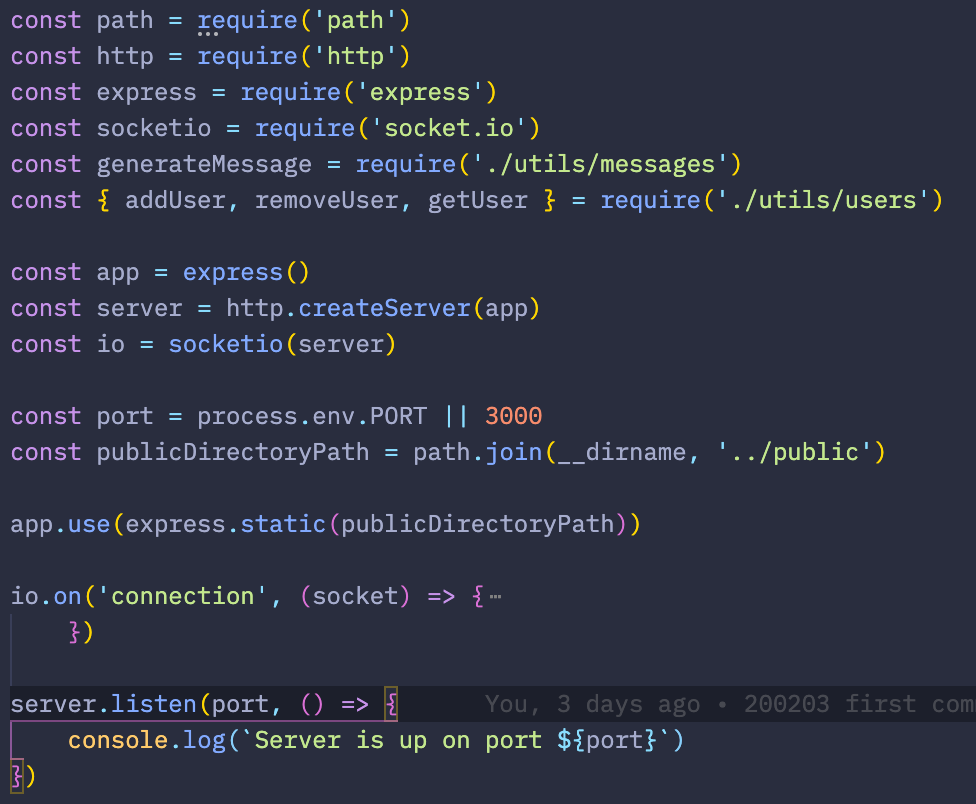 const path = require('path')
const http = require('http')
const express = require('express')
const socketio = require('socket.io')
const generateMessage = require('./utils/messages')
const { addUser, removeUser, getUser } = require('./utils/users')
const app = express()
const server = http.createServer(app)
const io = socketio(server)
const port = process.env.PORT || 3000
const publicDirectoryPath = path.join(__dirname, '../public')
app.use(express.static(publicDirectoryPath))
io.on('connection', (socket) => {⋯
    })
server.listen(port, () => {      You, 3 days ago • 200203 first com
    console.log(`Server is up on port ${port}`)
})